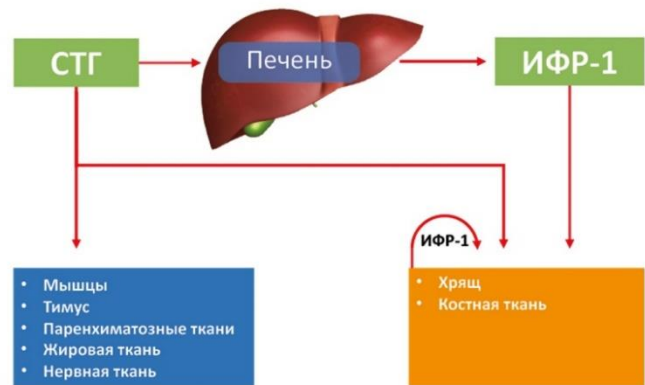 СТГ
Печень
ИФР-1
ИФР-1
• Мышцы
• Тимус
• Паренхиматозные ткани
• Жировая ткань
• Нервная ткань
• Хрящ
• Костная ткань